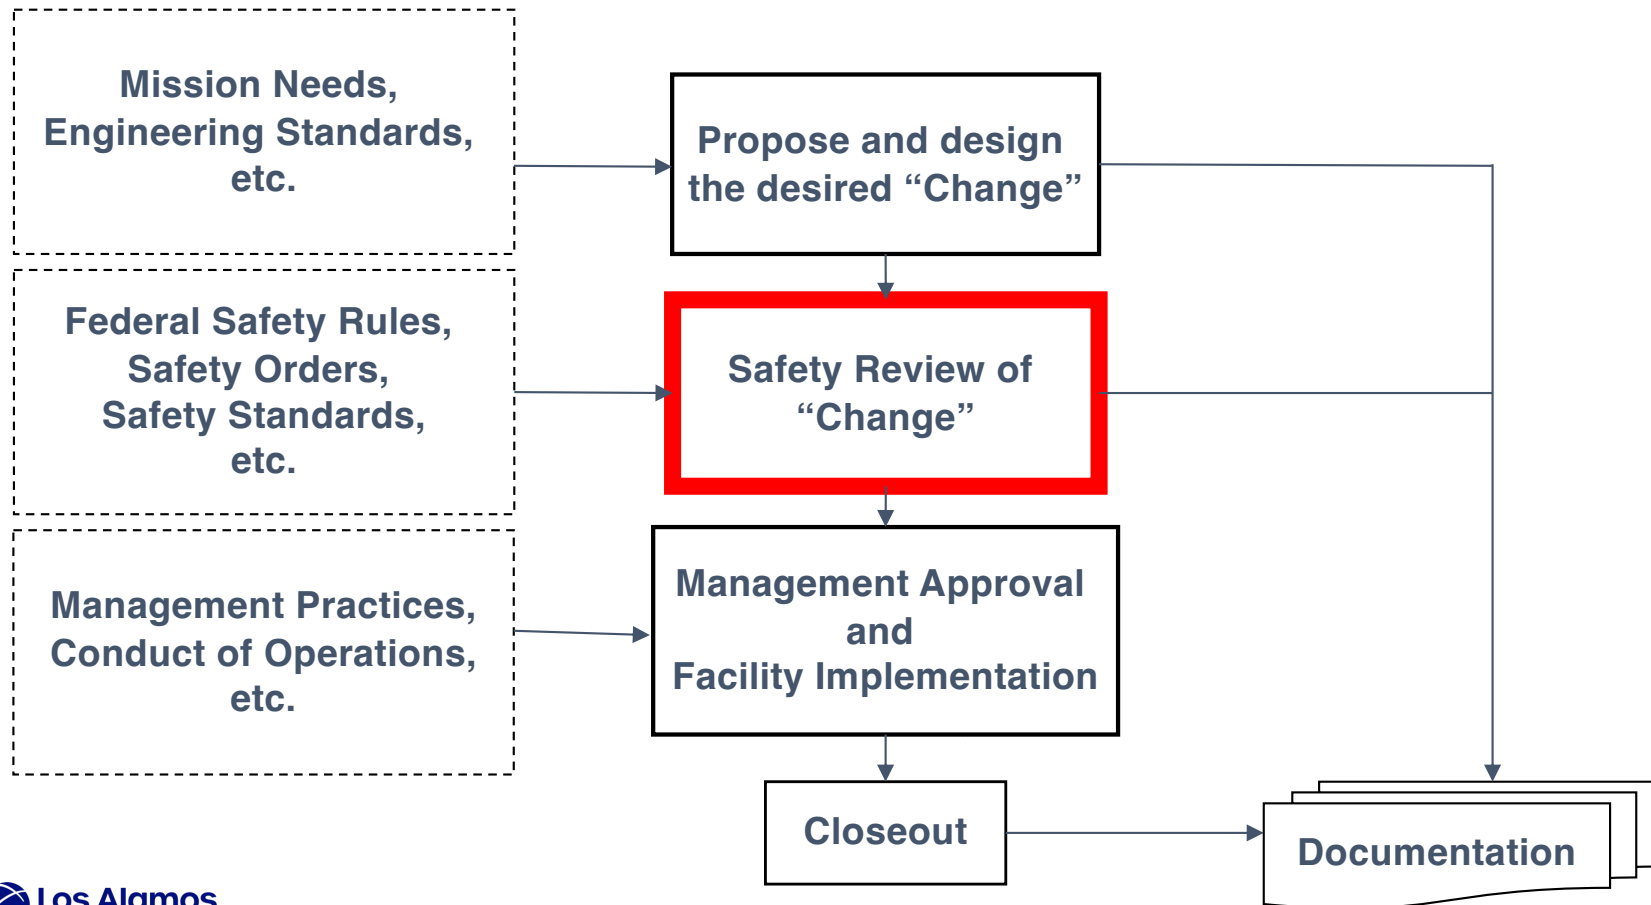 Mission Needs,
Engineering Standards,
etc.
Propose and design
the desired “Change”
Federal Safety Rules,
Safety Orders,
Safety Standards,
etc.
Safety Review of
“Change”
Management Practices,
Conduct of Operations,
etc.
Management Approval
and
Facility Implementation
Closeout
Documentation
Los Alamos